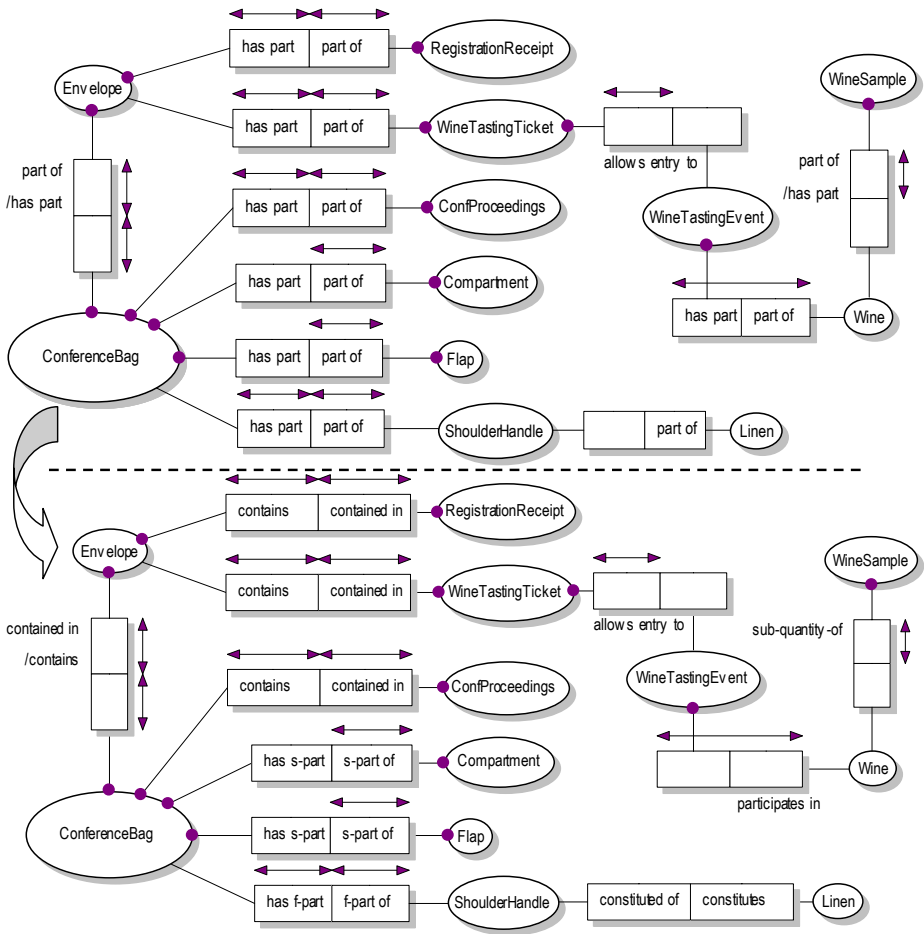 has part part of RegistrationReceipt
Envelope
WineSample
has part part of WineTastingTicket
part of
/has part
allows entry to
part of
/has part
has part part of ConfProceedings
WineTastingEvent
has part part of Compartment
has part part of Wine
ConferenceBag
has part part of Flap
has part part of ShoulderHandle part of Linen
contains contained in RegistrationReceipt
Envelope
WineSample
contains contained in WineTastingTicket
contained in
/contains
allows entry to
sub-quantity-of
contains contained in ConfProceedings
WineTastingEvent
has s-part s-part of Compartment
Wine
participates in
ConferenceBag
has s-part s-part of Flap
has f-part f-part of ShoulderHandle constituted of constitutes Linen